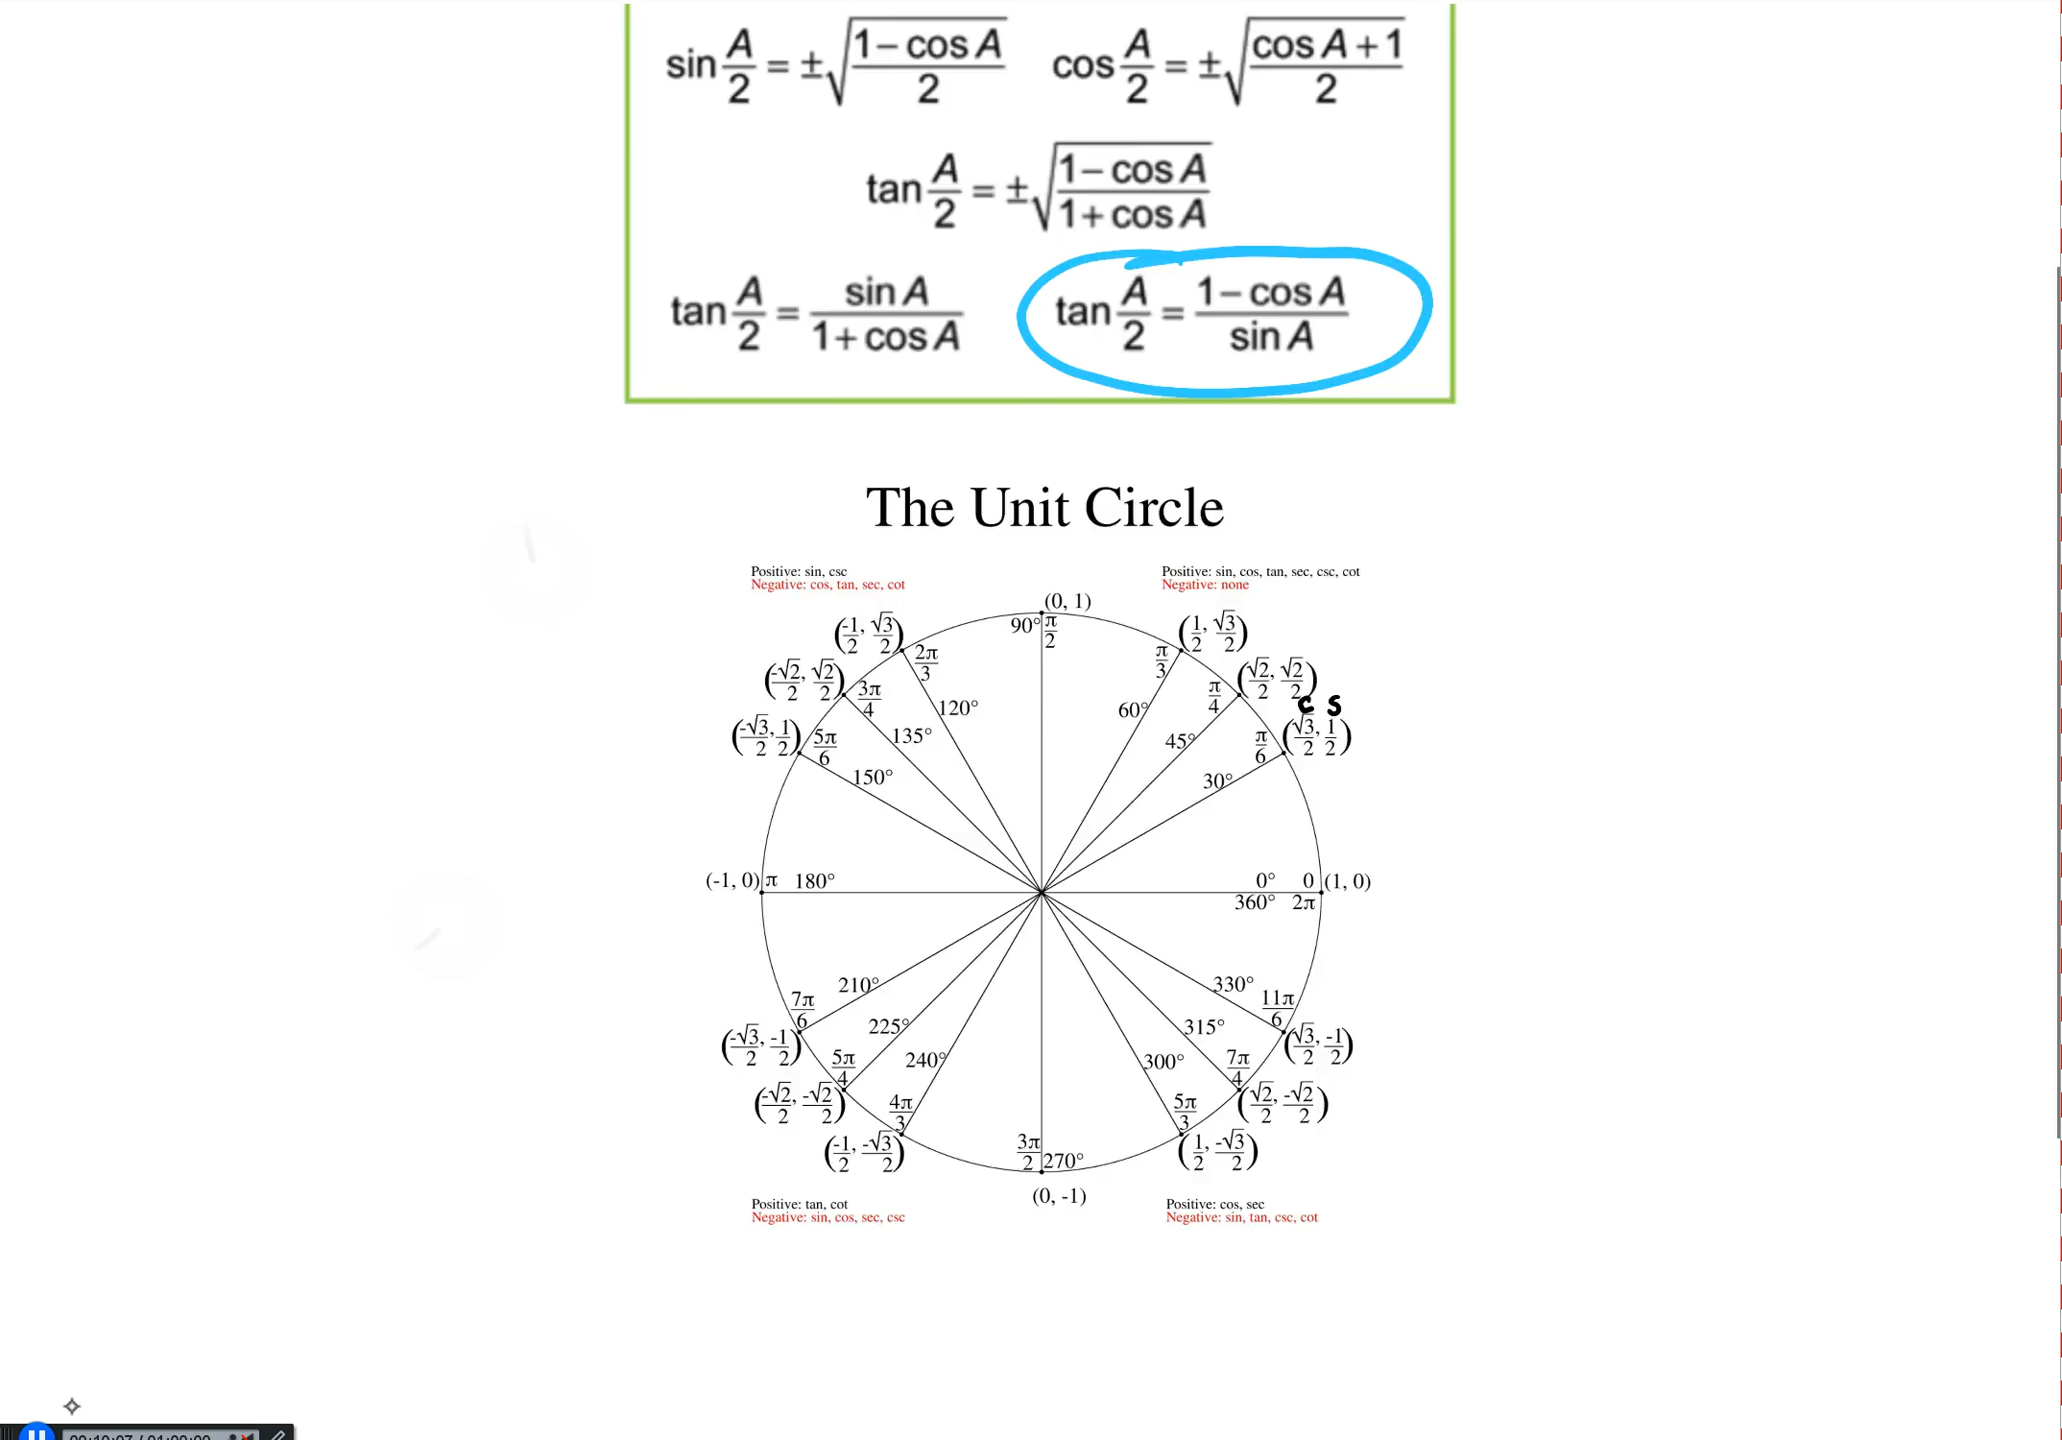 sin A/2 = ±√((1 − cos A)/2)   cos A/2 = ±√((cos A + 1)/2)
tan A/2 = ±√((1 − cos A)/(1 + cos A))
tan A/2 = sin A/(1 + cos A)   tan A/2 = (1 − cos A)/sin A
The Unit Circle
Positive: sin, csc
Negative: cos, tan, sec, cot
Positive: sin, cos, tan, sec, csc, cot
Negative: none
(0, 1)
90° π/2
(-1/2, √3/2) 2π/3 120°
(-√2/2, √2/2) 3π/4 135°
(-√3/2, 1/2) 5π/6 150°
(1/2, √3/2) π/3 60°
(√2/2, √2/2) π/4 45°
c s
(√3/2, 1/2) π/6 30°
(-1, 0) π 180°
0° 0 (1, 0)
360° 2π
210° 7π/6 (-√3/2, -1/2)
225° 5π/4 (-√2/2, -√2/2)
240° 4π/3 (-1/2, -√3/2)
330° 11π/6 (√3/2, -1/2)
315° 7π/4 (√2/2, -√2/2)
300° 5π/3 (1/2, -√3/2)
3π/2 270°
(0, -1)
Positive: tan, cot
Negative: sin, cos, sec, csc
Positive: cos, sec
Negative: sin, tan, csc, cot